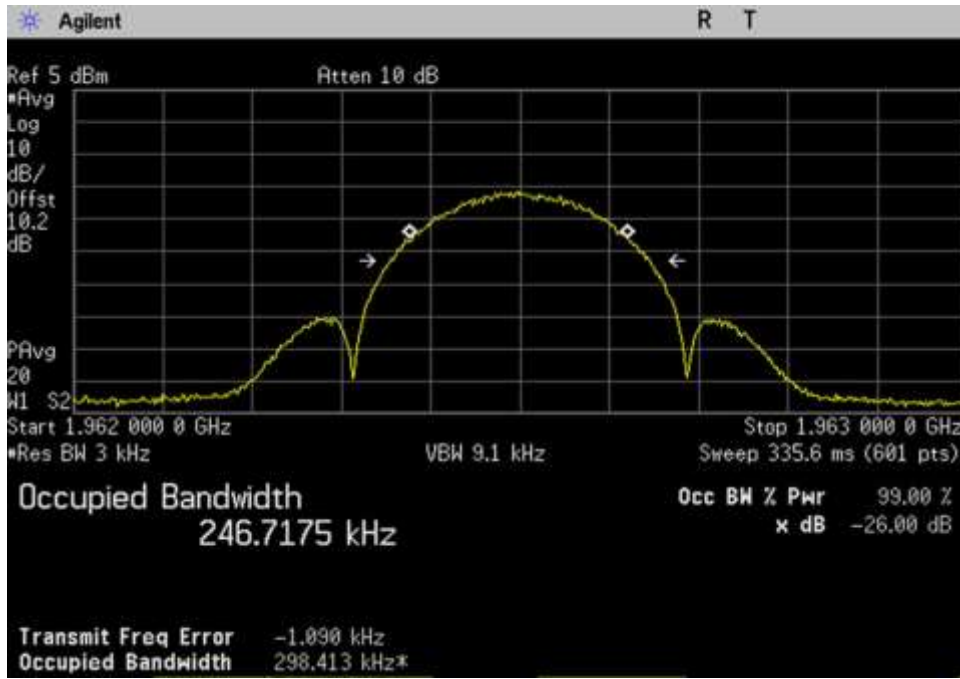 Agilent R T
Ref 5 dBm Atten 10 dB
*Avg
Log
10
dB/
Offst
10.2
dB
PAvg
20
W1 S2
Start 1.962 000 0 GHz Stop 1.963 000 0 GHz
*Res BW 3 kHz VBW 9.1 kHz Sweep 335.6 ms (601 pts)
Occupied Bandwidth Occ BW % Pwr 99.00 %
246.7175 kHz x dB -26.00 dB
Transmit Freq Error -1.090 kHz
Occupied Bandwidth 298.413 kHz*